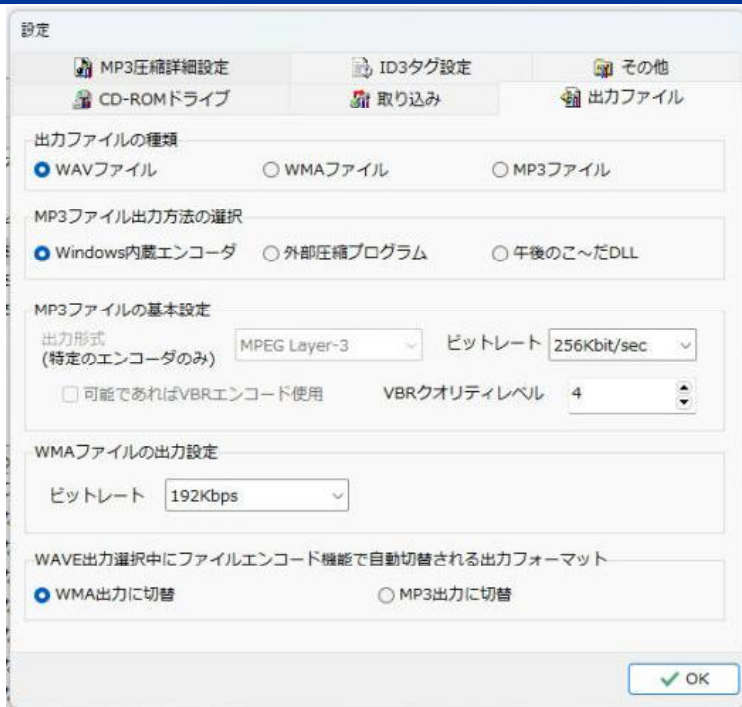 設定
MP3圧縮詳細設定 ID3タグ設定 その他
CD-ROMドライブ 取り込み 出力ファイル
出力ファイルの種類
WAVファイル WMAファイル MP3ファイル
MP3ファイル出力方法の選択
Windows内蔵エンコーダ 外部圧縮プログラム 午後のこ～だDLL
MP3ファイルの基本設定
出力形式
(特定のエンコーダのみ) MPEG Layer-3 ビットレート 256Kbit/sec
可能であればVBRエンコード使用 VBRクオリティレベル 4
WMAファイルの出力設定
ビットレート 192Kbps
WAVE出力選択中にファイルエンコード機能で自動切替される出力フォーマット
WMA出力に切替 MP3出力に切替
OK